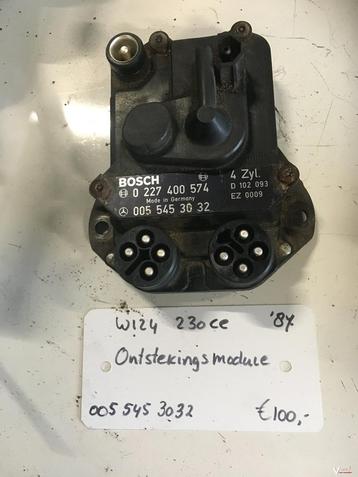 BOSCH
4 Zyl.
0 227 400 574
D 102 093
Made in Germany
EZ 0009
005 545 30 32
W124 230ce '87
Ontstekingsmodule
005 545 3032 €100,-